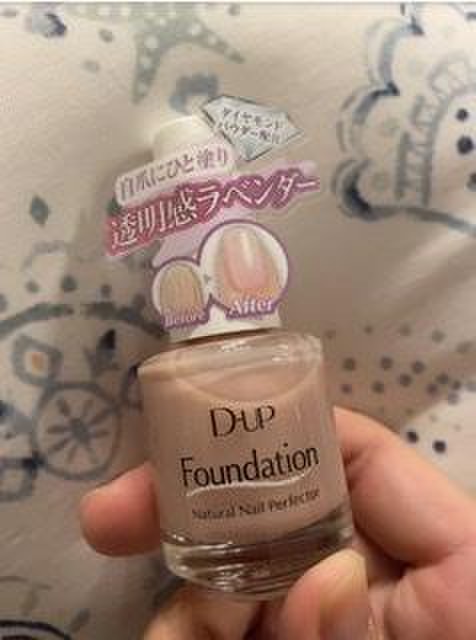 ダイヤモンド
パウダー配合
自爪にひと塗り
透明感ラベンダー
Before
After
D-UP
Foundation
Natural Nail Perfector